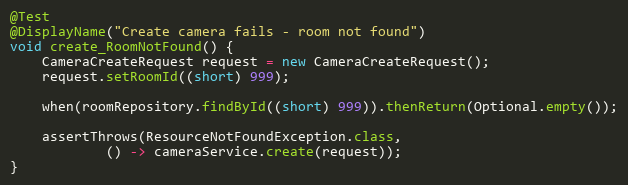 @Test
@DisplayName("Create camera fails - room not found")
void create_RoomNotFound() {
    CameraCreateRequest request = new CameraCreateRequest();
    request.setRoomId((short) 999);

    when(roomRepository.findById((short) 999)).thenReturn(Optional.empty());

    assertThrows(ResourceNotFoundException.class,
            () -> cameraService.create(request));
}